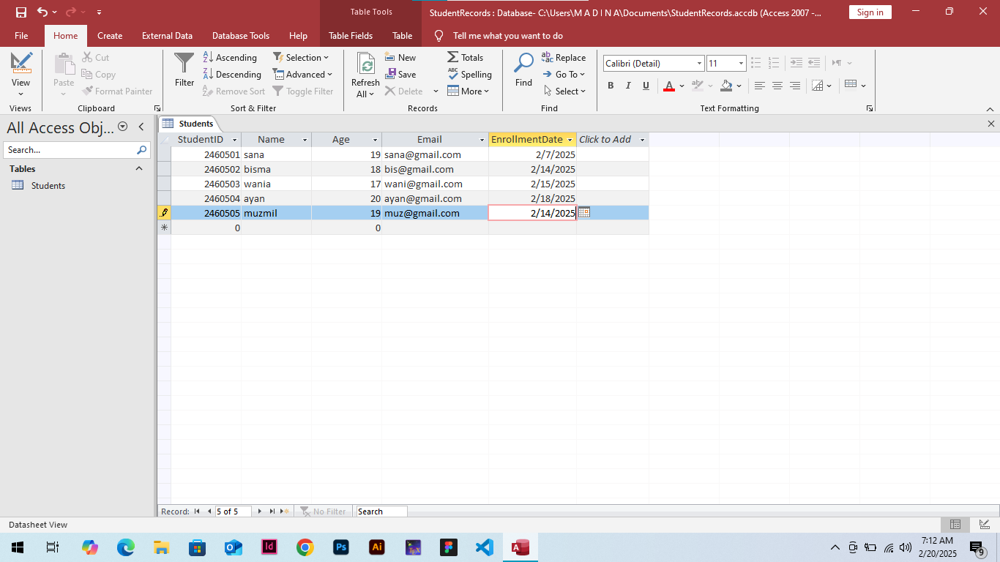 Table Tools
StudentRecords : Database- C:\Users\M A D I N A\Documents\StudentRecords.accdb (Access 2007 -...
Sign in
File Home Create External Data Database Tools Help Table Fields Table Tell me what you want to do
View
Views
Paste
Cut
Copy
Format Painter
Clipboard
Filter
Ascending
Descending
Remove Sort
Selection
Advanced
Toggle Filter
Sort & Filter
Refresh
All
New
Save
Delete
Totals
Spelling
More
Records
Find
Replace
Go To
Select
Find
Calibri (Detail) 11
B I U A
Text Formatting
All Access Obj...
Search...
Tables
Students
Students
StudentID Name Age Email EnrollmentDate Click to Add
2460501 sana 19 sana@gmail.com 2/7/2025
2460502 bisma 18 bis@gmail.com 2/14/2025
2460503 wania 17 wani@gmail.com 2/15/2025
2460504 ayan 20 ayan@gmail.com 2/18/2025
2460505 muzmil 19 muz@gmail.com 2/14/2025
0 0
Record: 5 of 5 No Filter Search
Datasheet View
7:12 AM
2/20/2025
9